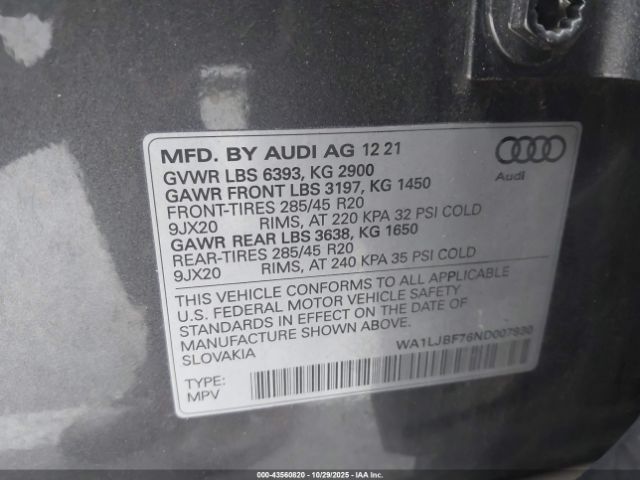 MFD. BY AUDI AG 12 21
GVWR LBS 6393, KG 2900
GAWR FRONT LBS 3197, KG 1450
FRONT-TIRES 285/45 R20
9JX20 RIMS, AT 220 KPA 32 PSI COLD
GAWR REAR LBS 3638, KG 1650
REAR-TIRES 285/45 R20
9JX20 RIMS, AT 240 KPA 35 PSI COLD
Audi
THIS VEHICLE CONFORMS TO ALL APPLICABLE
U.S. FEDERAL MOTOR VEHICLE SAFETY
STANDARDS IN EFFECT ON THE DATE OF
MANUFACTURE SHOWN ABOVE.
SLOVAKIA
TYPE:
MPV
000-43560820 10/29/2025 IAA Inc.